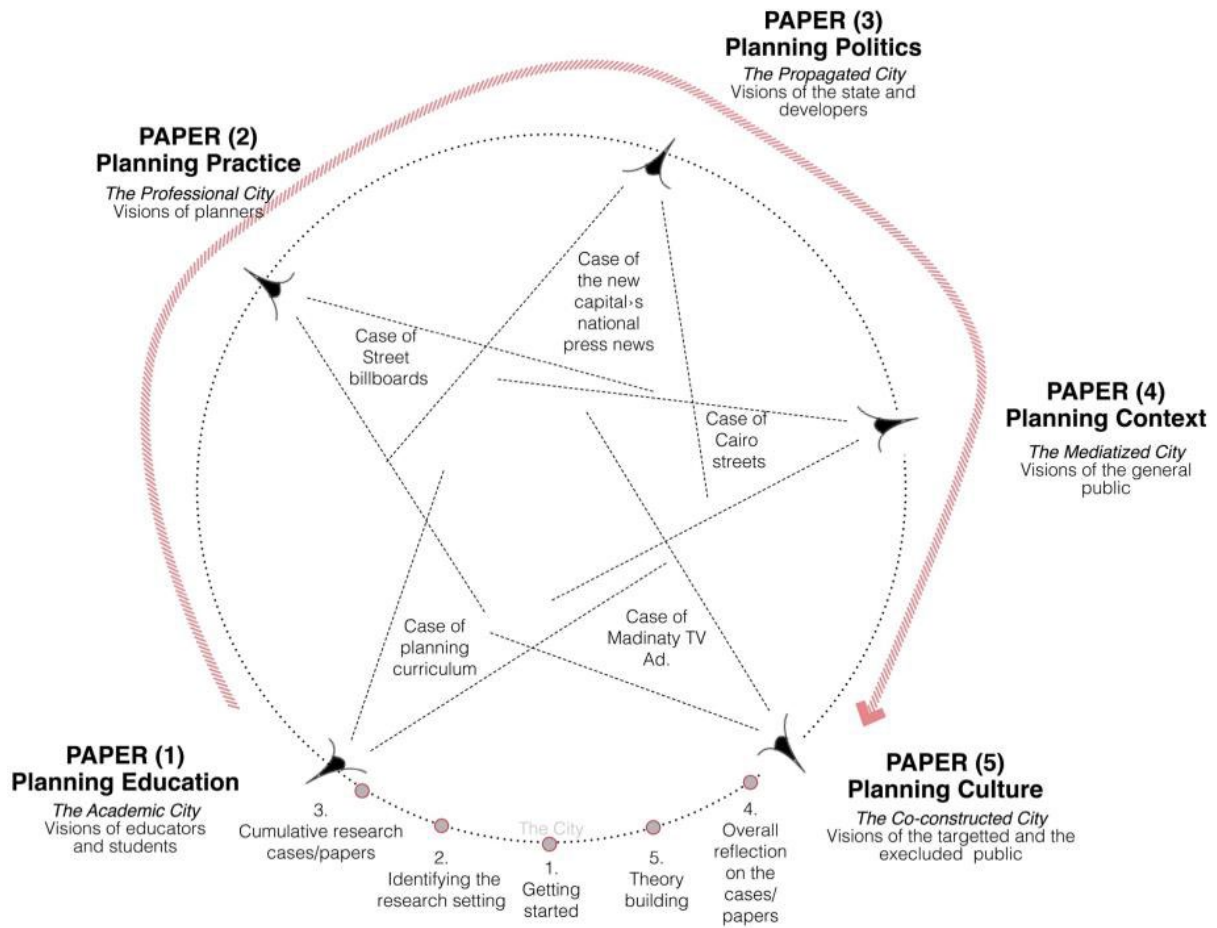 PAPER (3)
Planning Politics
The Propagated City
Visions of the state and
developers
PAPER (2)
Planning Practice
The Professional City
Visions of planners
Case of
the new
capital›s
national
press news
Case of
Street
billboards
PAPER (4)
Planning Context
The Mediatized City
Visions of the general
public
Case of
Cairo
streets
Case of
planning
curriculum
Case of
Madinaty TV
Ad.
PAPER (1)
Planning Education
The Academic City
Visions of educators
and students
PAPER (5)
Planning Culture
The Co-constructed City
Visions of the targetted and the
execluded public
3.
Cumulative research
cases/papers
2.
Identifying the
research setting
The City
1.
Getting
started
5.
Theory
building
4.
Overall
reflection
on the
cases/
papers